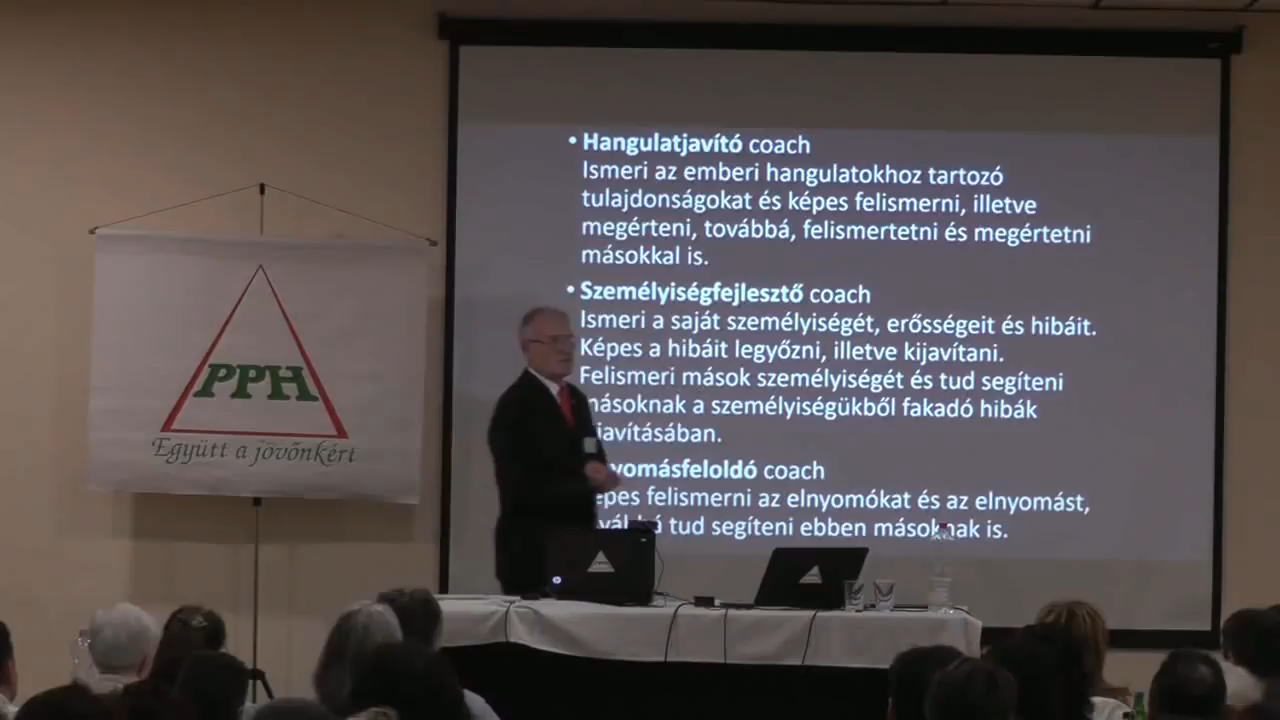 PPH
Együtt a jövőnkért
• Hangulatjavító coach
Ismeri az emberi hangulatokhoz tartozó
tulajdonságokat és képes felismerni, illetve
megérteni, továbbá, felismertetni és megértetni
másokkal is.
• Személyiségfejlesztő coach
Ismeri a saját személyiségét, erősségeit és hibáit.
Képes a hibáit legyőzni, illetve kijavítani.
Felismeri mások személyiségét és tud segíteni
másoknak a személyiségükből fakadó hibák
iavításában.
yomásfeloldó coach
epes felismerni az elnyomókat és az elnyomást,
tud segíteni ebben másoknak is.